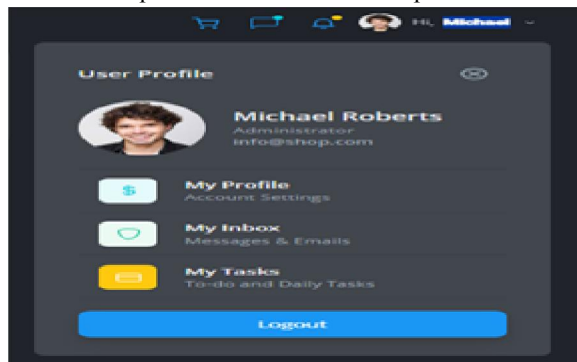 Hi, Michael
User Profile
Michael Roberts
Administrator
info@shop.com
$
My Profile
Account Settings
My Inbox
Messages & Emails
My Tasks
To-do and Daily Tasks
Logout